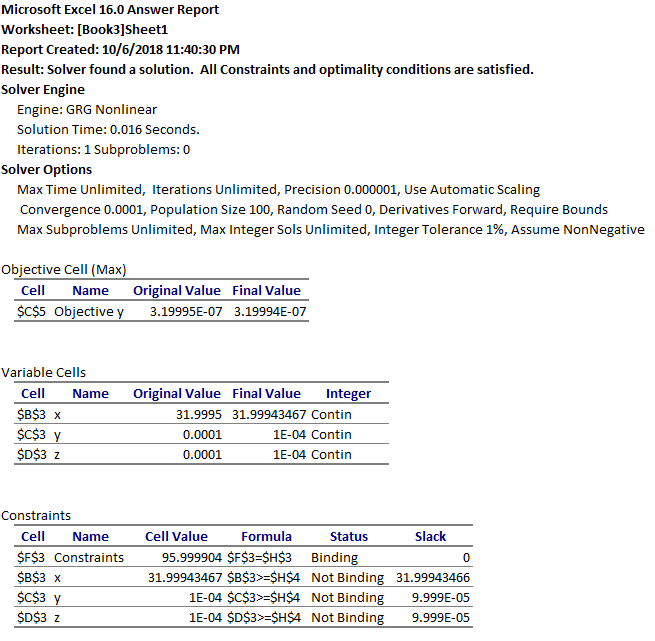 Microsoft Excel 16.0 Answer Report
Worksheet: [Book3]Sheet1
Report Created: 10/6/2018 11:40:30 PM
Result: Solver found a solution.  All Constraints and optimality conditions are satisfied.
Solver Engine
Engine: GRG Nonlinear
Solution Time: 0.016 Seconds.
Iterations: 1 Subproblems: 0
Solver Options
Max Time Unlimited,  Iterations Unlimited, Precision 0.000001, Use Automatic Scaling
Convergence 0.0001, Population Size 100, Random Seed 0, Derivatives Forward, Require Bounds
Max Subproblems Unlimited, Max Integer Sols Unlimited, Integer Tolerance 1%, Assume NonNegative
Objective Cell (Max)
Cell Name Original Value Final Value
$C$5 Objective y 3.19995E-07 3.19994E-07
Variable Cells
Cell Name Original Value Final Value Integer
$B$3 x 31.9995 31.99943467 Contin
$C$3 y 0.0001 1E-04 Contin
$D$3 z 0.0001 1E-04 Contin
Constraints
Cell Name Cell Value Formula Status Slack
$F$3 Constraints 95.999904 $F$3=$H$3 Binding 0
$B$3 x 31.99943467 $B$3>=$H$4 Not Binding 31.99943466
$C$3 y 1E-04 $C$3>=$H$4 Not Binding 9.999E-05
$D$3 z 1E-04 $D$3>=$H$4 Not Binding 9.999E-05